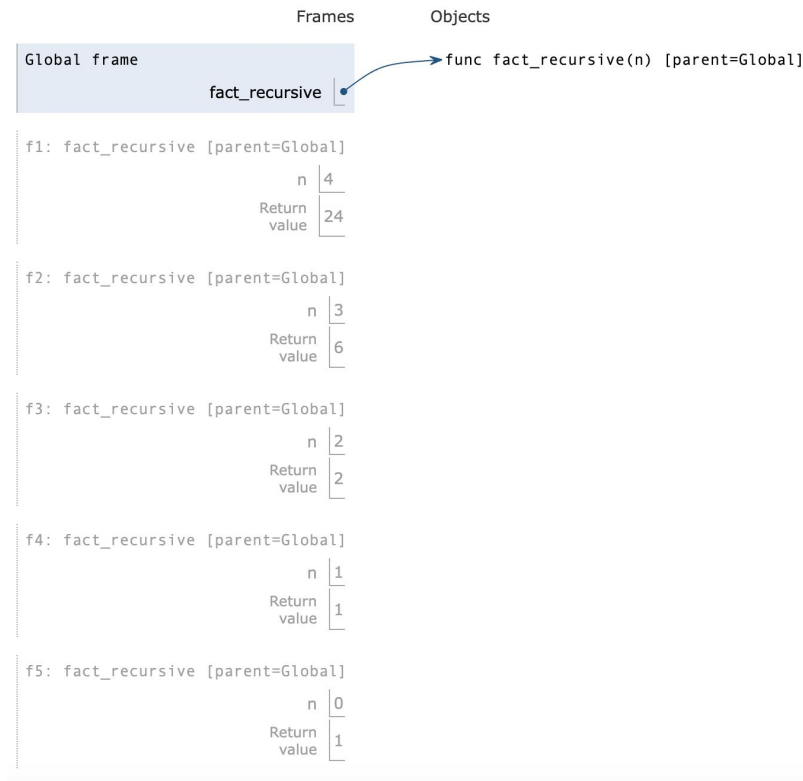 Frames Objects
Global frame
fact_recursive
func fact_recursive(n) [parent=Global]
f1: fact_recursive [parent=Global]
n 4
Return
value 24
f2: fact_recursive [parent=Global]
n 3
Return
value 6
f3: fact_recursive [parent=Global]
n 2
Return
value 2
f4: fact_recursive [parent=Global]
n 1
Return
value 1
f5: fact_recursive [parent=Global]
n 0
Return
value 1